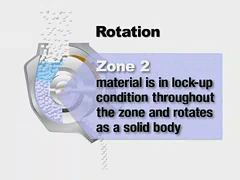 Rotation
Zone 2
material is in lock-up
condition throughout
the zone and rotates
as a solid body